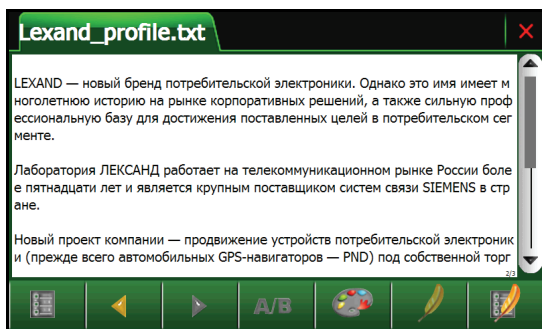 Lexand_profile.txt
LEXAND — новый бренд потребительской электроники. Однако это имя имеет м
ноголетнюю историю на рынке корпоративных решений, а также сильную проф
ессиональную базу для достижения поставленных целей в потребительском сег
менте.
Лаборатория ЛЕКСАНД работает на телекоммуникационном рынке России боле
е пятнадцати лет и является крупным поставщиком систем связи SIEMENS в стр
ане.
Новый проект компании — продвижение устройств потребительской электроник
и (прежде всего автомобильных GPS-навигаторов — PND) под собственной торг
2/3
A/B